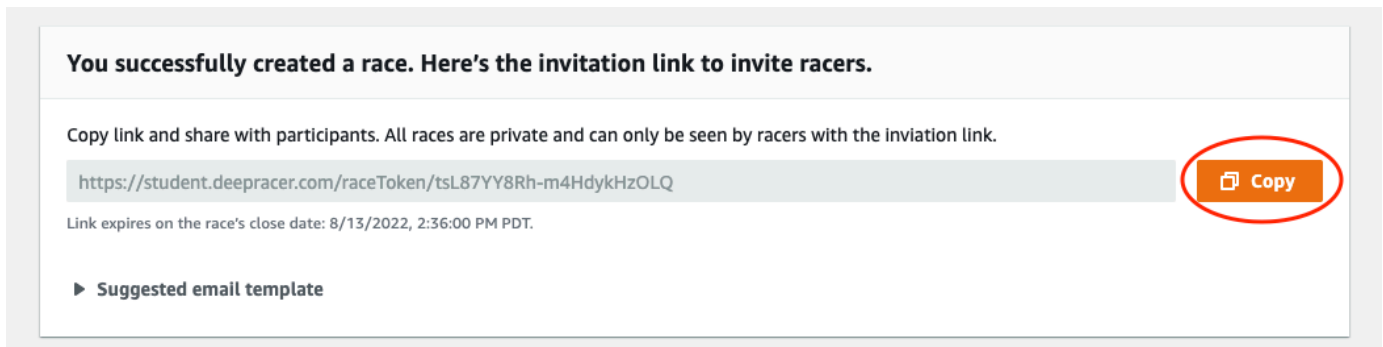 You successfully created a race. Here’s the invitation link to invite racers.
Copy link and share with participants. All races are private and can only be seen by racers with the inviation link.
https://student.deepracer.com/raceToken/tsL87YY8Rh-m4HdykHzOLQ
Copy
Link expires on the race’s close date: 8/13/2022, 2:36:00 PM PDT.
Suggested email template